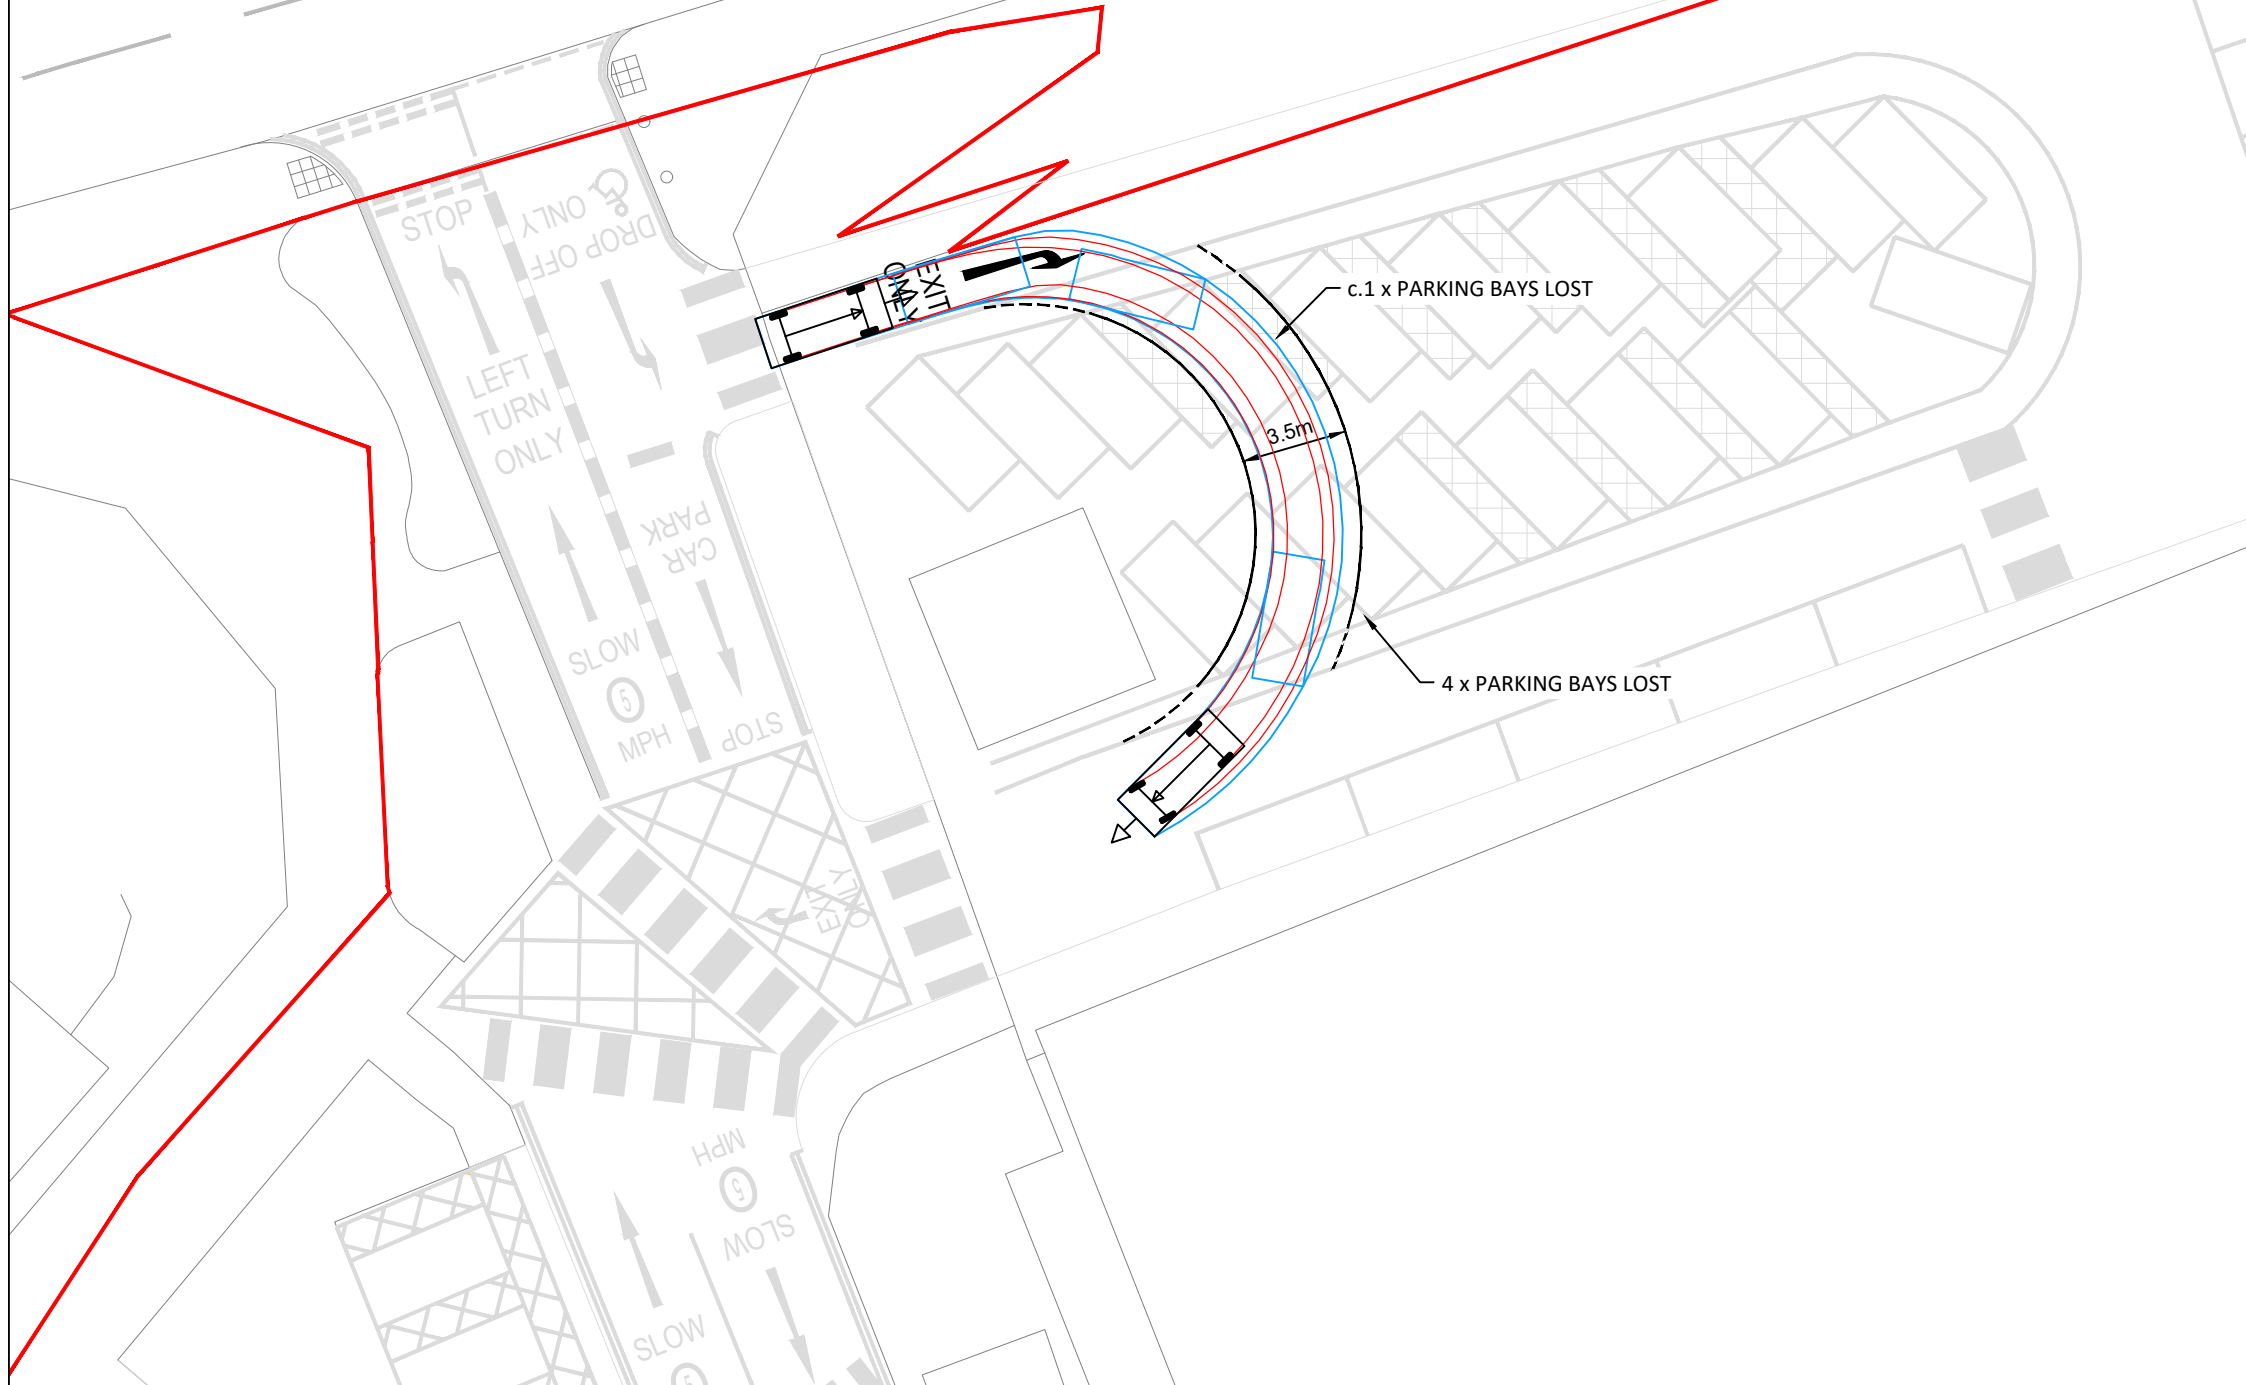 STOP
DROP OFF
ONLY
EXIT
ONLY
c.1 x PARKING BAYS LOST
LEFT
TURN
ONLY
3.5m
CAR
PARK
SLOW
5
MPH
STOP
4 x PARKING BAYS LOST
EXIT
ONLY
SLOW
5
MPH
SLOW
5